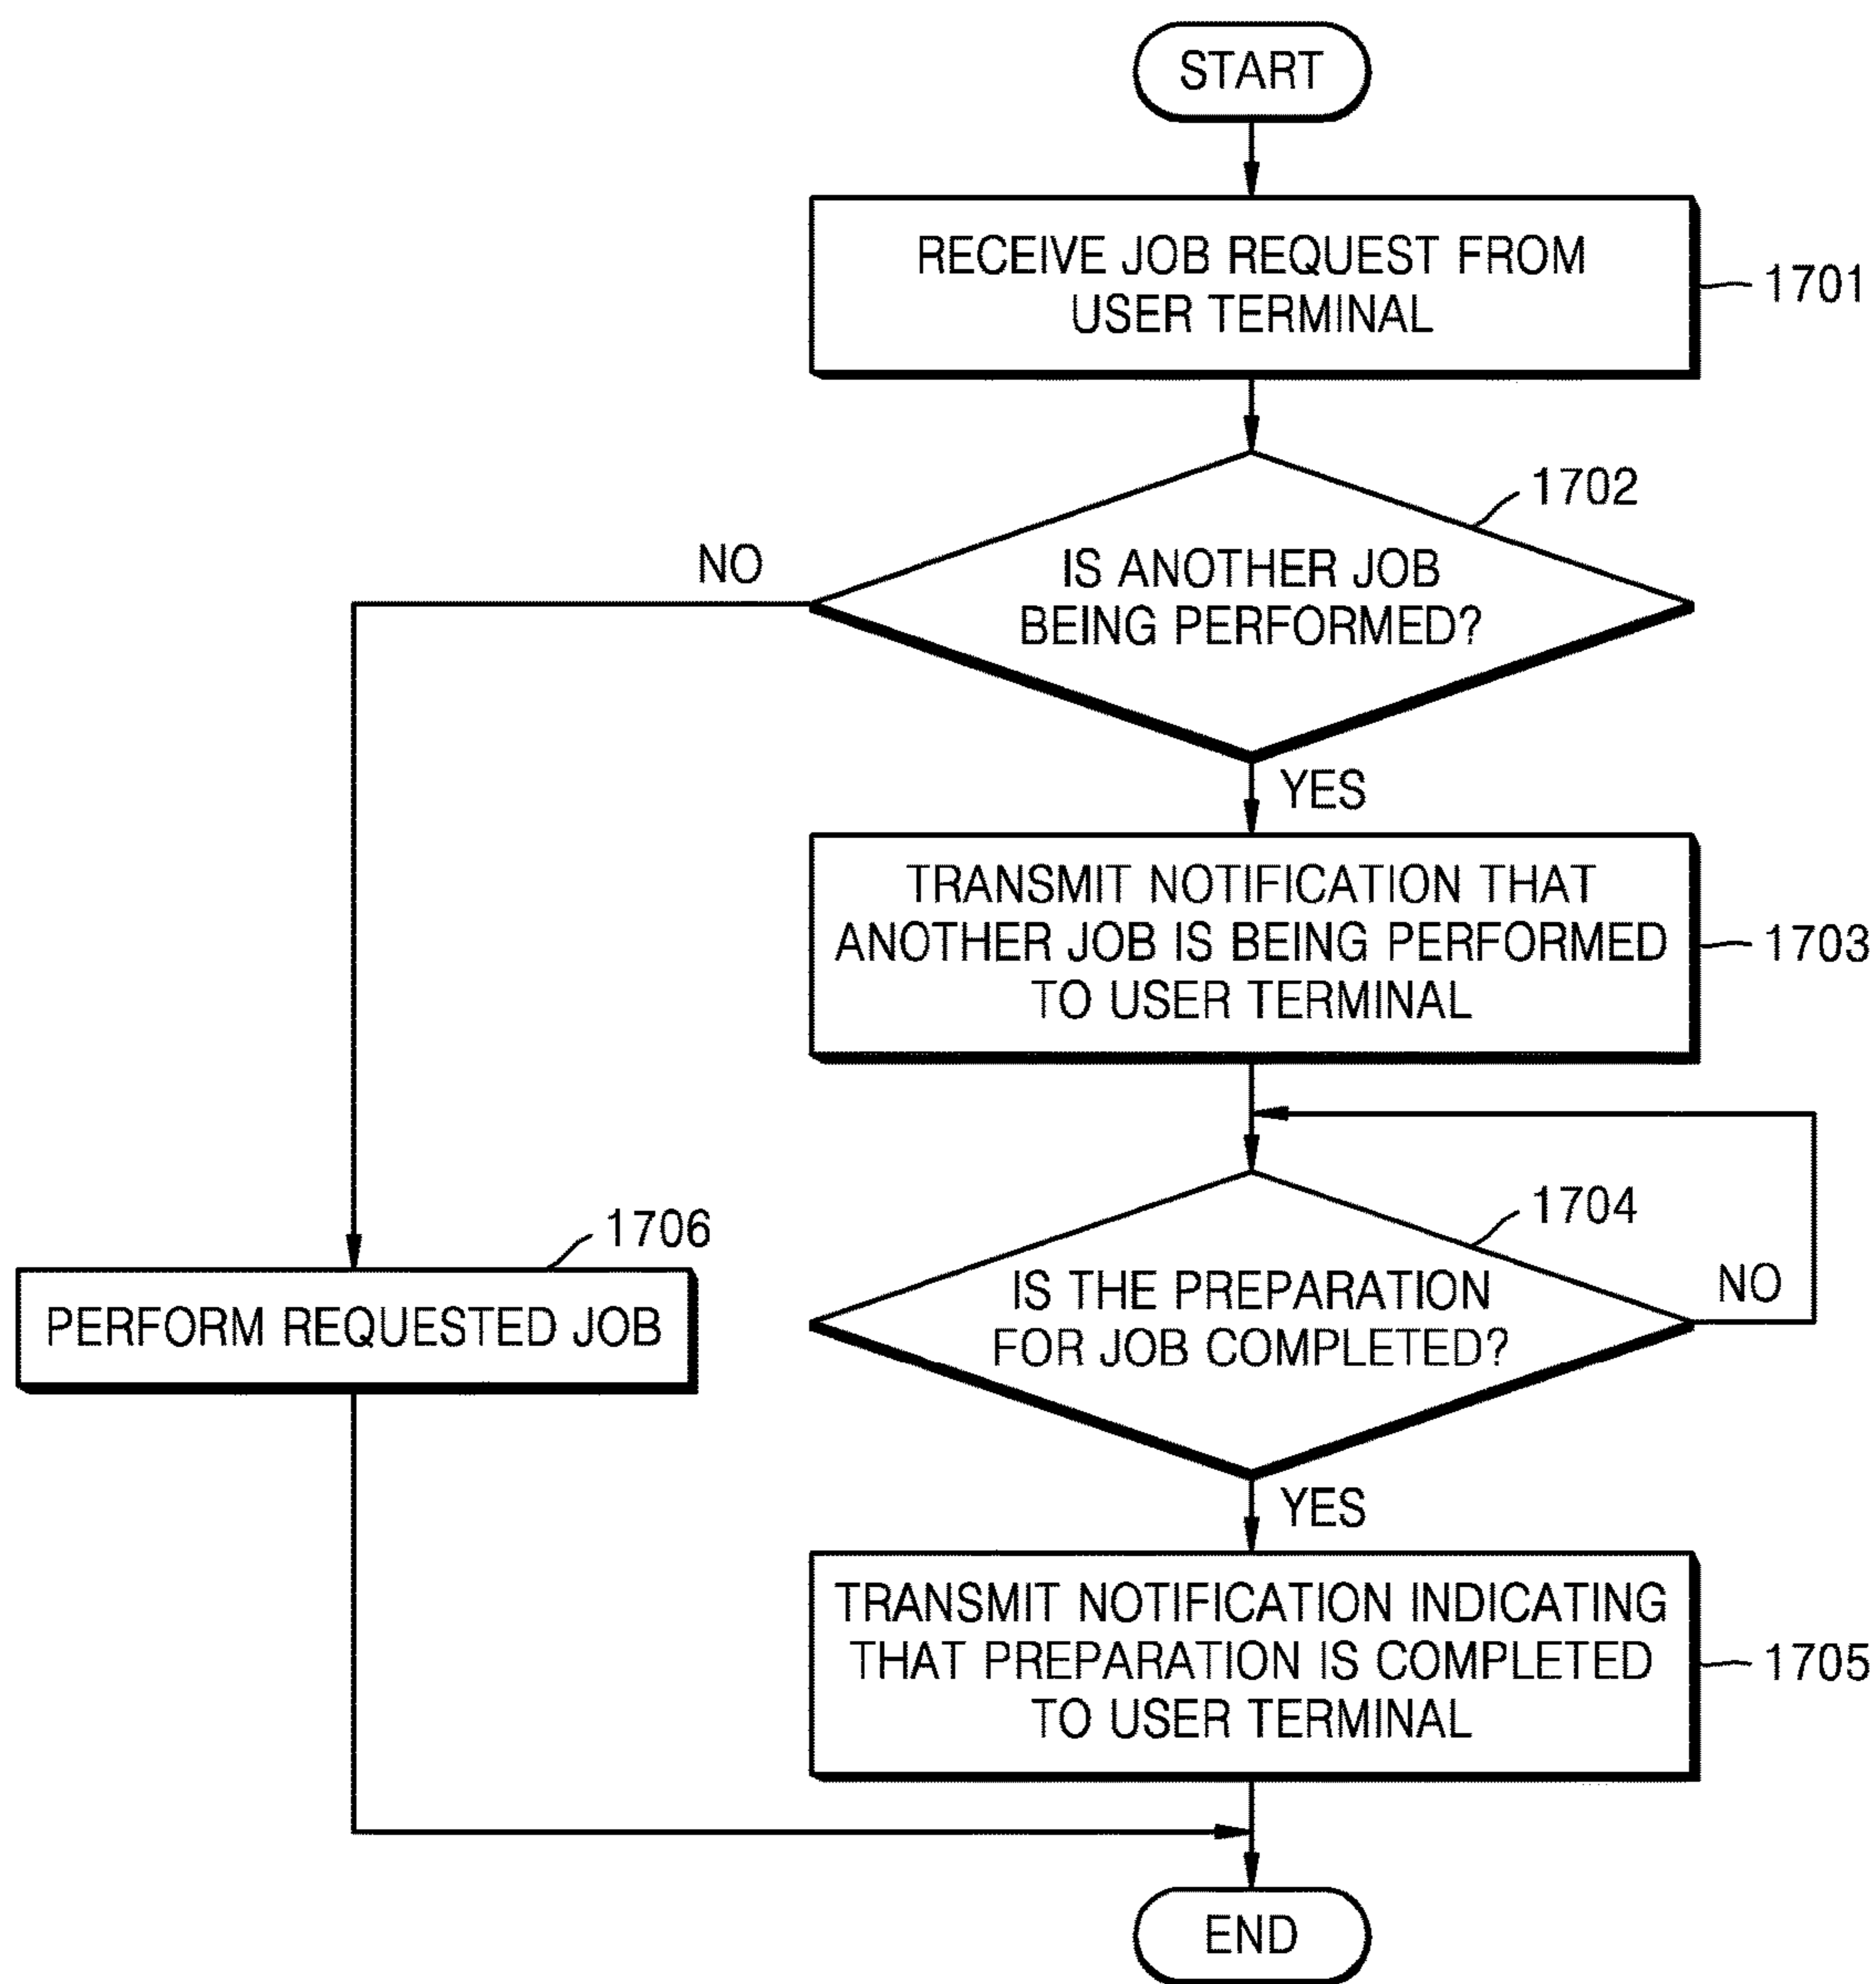 START
RECEIVE JOB REQUEST FROM
USER TERMINAL
1701
1702
IS ANOTHER JOB
BEING PERFORMED?
NO
YES
TRANSMIT NOTIFICATION THAT
ANOTHER JOB IS BEING PERFORMED
TO USER TERMINAL
1703
1704
IS THE PREPARATION
FOR JOB COMPLETED?
NO
1706
PERFORM REQUESTED JOB
YES
TRANSMIT NOTIFICATION INDICATING
THAT PREPARATION IS COMPLETED
TO USER TERMINAL
1705
END